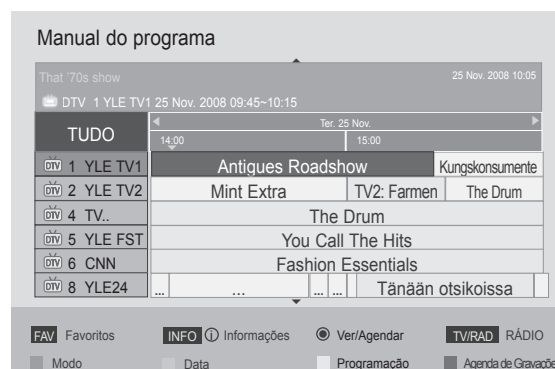 Manual do programa
That '70s show 25 Nov. 2008 10:05
DTV 1 YLE TV1 25 Nov. 2008 09:45~10:15
TUDO Ter. 25 Nov.
14:00 15:00
DTV 1 YLE TV1 Antigues Roadshow Kungskonsumente
DTV 2 YLE TV2 Mint Extra TV2: Farmen The Drum
DTV 4 TV.. The Drum
DTV 5 YLE FST You Call The Hits
DTV 6 CNN Fashion Essentials
DTV 8 YLE24 ... ... ... ... Tänään otsikoissa
FAV Favoritos INFO i Informações Ver/Agendar TV/RAD RÁDIO
Modo Data Programação Agenda de Gravaçõe